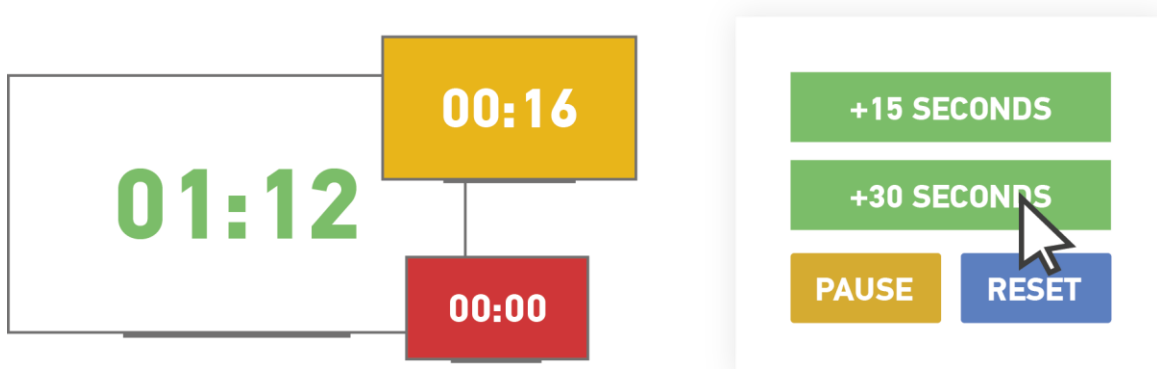 00:16
01:12
00:00
+15 SECONDS
+30 SECONDS
PAUSE
RESET